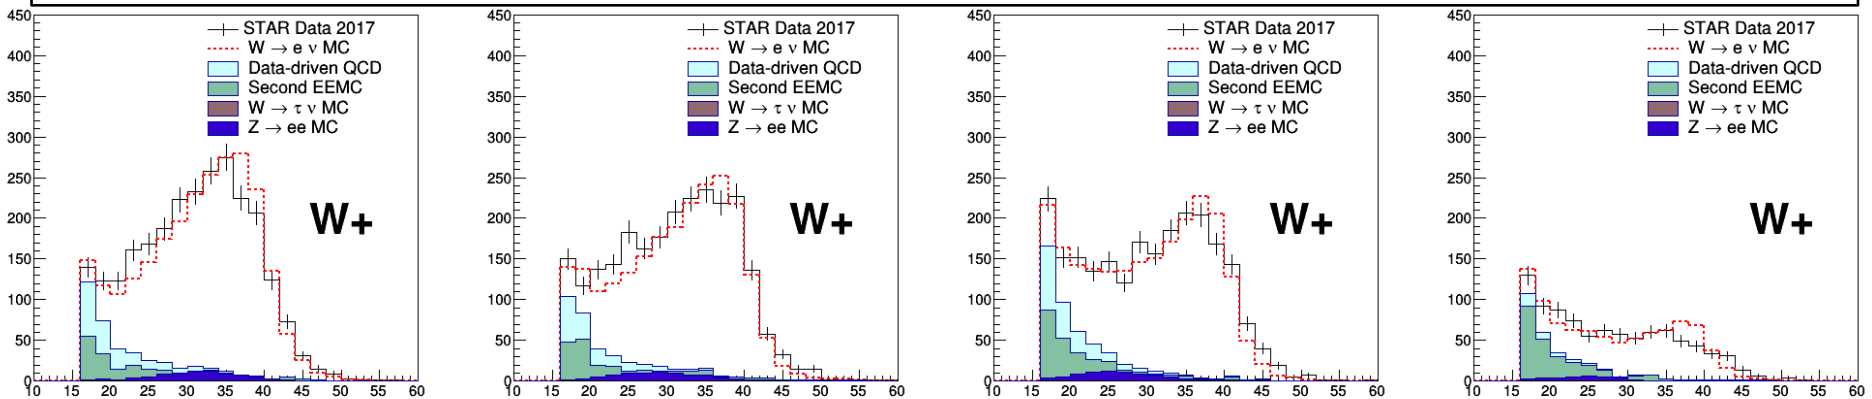 450
400
350
300
250
200
150
100
50
0
STAR Data 2017
W → e ν MC
Data-driven QCD
Second EEMC
W → τ ν MC
Z → ee MC
W+
10 15 20 25 30 35 40 45 50 55 60
450
400
350
300
250
200
150
100
50
0
STAR Data 2017
W → e ν MC
Data-driven QCD
Second EEMC
W → τ ν MC
Z → ee MC
W+
10 15 20 25 30 35 40 45 50 55 60
450
400
350
300
250
200
150
100
50
0
STAR Data 2017
W → e ν MC
Data-driven QCD
Second EEMC
W → τ ν MC
Z → ee MC
W+
10 15 20 25 30 35 40 45 50 55 60
450
400
350
300
250
200
150
100
50
0
STAR Data 2017
W → e ν MC
Data-driven QCD
Second EEMC
W → τ ν MC
Z → ee MC
W+
10 15 20 25 30 35 40 45 50 55 60